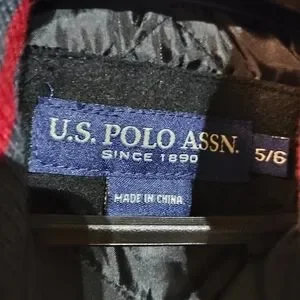 U.S. POLO ASSN.
SINCE 1890
5/6
MADE IN CHINA